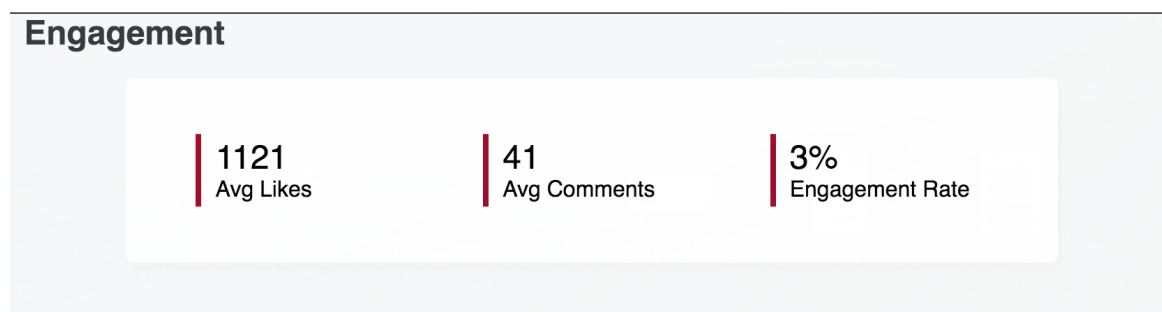 Engagement
1121
Avg Likes
41
Avg Comments
3%
Engagement Rate